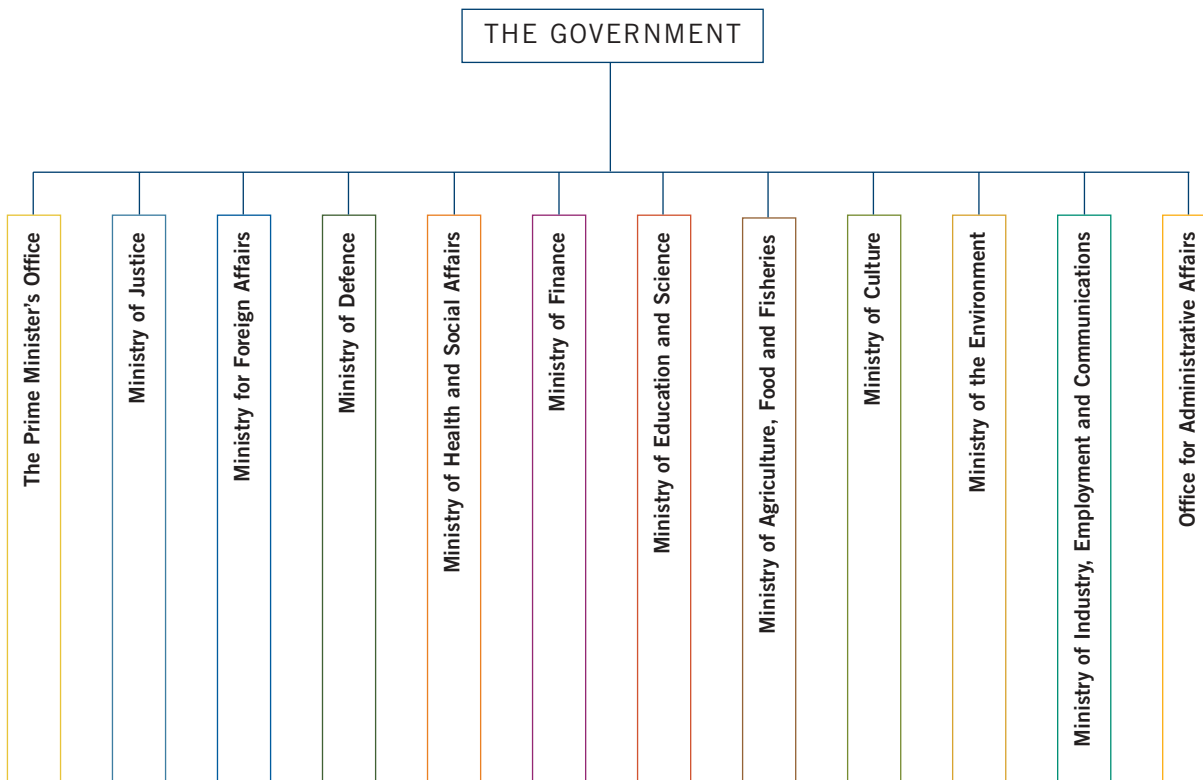 THE GOVERNMENT
The Prime Minister’s Office
Ministry of Justice
Ministry for Foreign Affairs
Ministry of Defence
Ministry of Health and Social Affairs
Ministry of Finance
Ministry of Education and Science
Ministry of Agriculture, Food and Fisheries
Ministry of Culture
Ministry of the Environment
Ministry of Industry, Employment and Communications
Office for Administrative Affairs